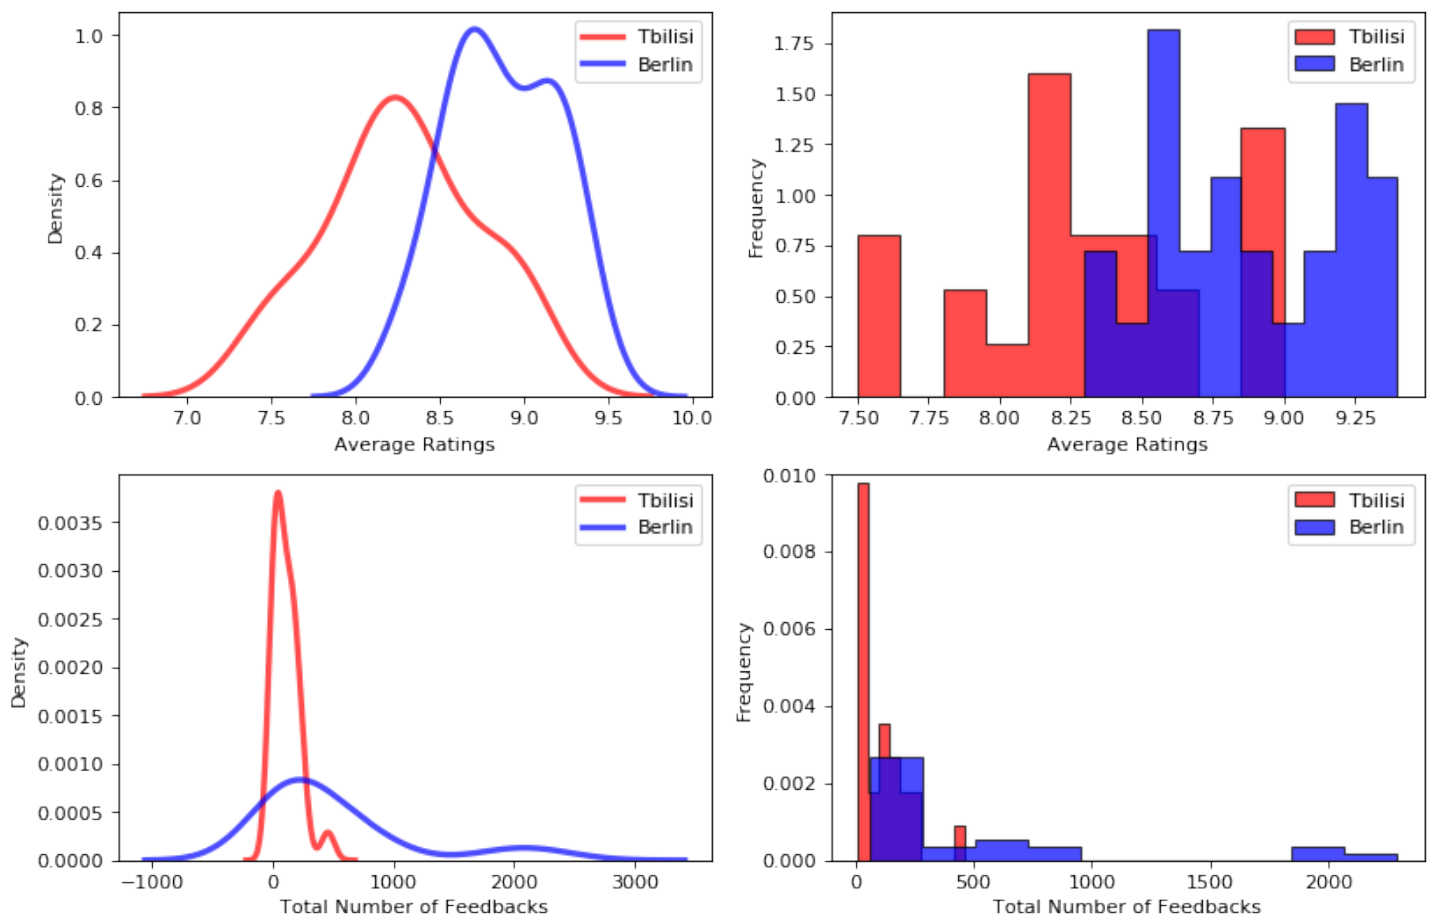 Tbilisi
Berlin
1.0
0.8
0.6
0.4
0.2
0.0
Density
7.0 7.5 8.0 8.5 9.0 9.5 10.0
Average Ratings
Tbilisi
Berlin
1.75
1.50
1.25
1.00
0.75
0.50
0.25
0.00
Frequency
7.50 7.75 8.00 8.25 8.50 8.75 9.00 9.25
Average Ratings
Tbilisi
Berlin
0.0035
0.0030
0.0025
0.0020
0.0015
0.0010
0.0005
0.0000
Density
−1000 0 1000 2000 3000
Total Number of Feedbacks
Tbilisi
Berlin
0.010
0.008
0.006
0.004
0.002
0.000
Frequency
0 500 1000 1500 2000
Total Number of Feedbacks